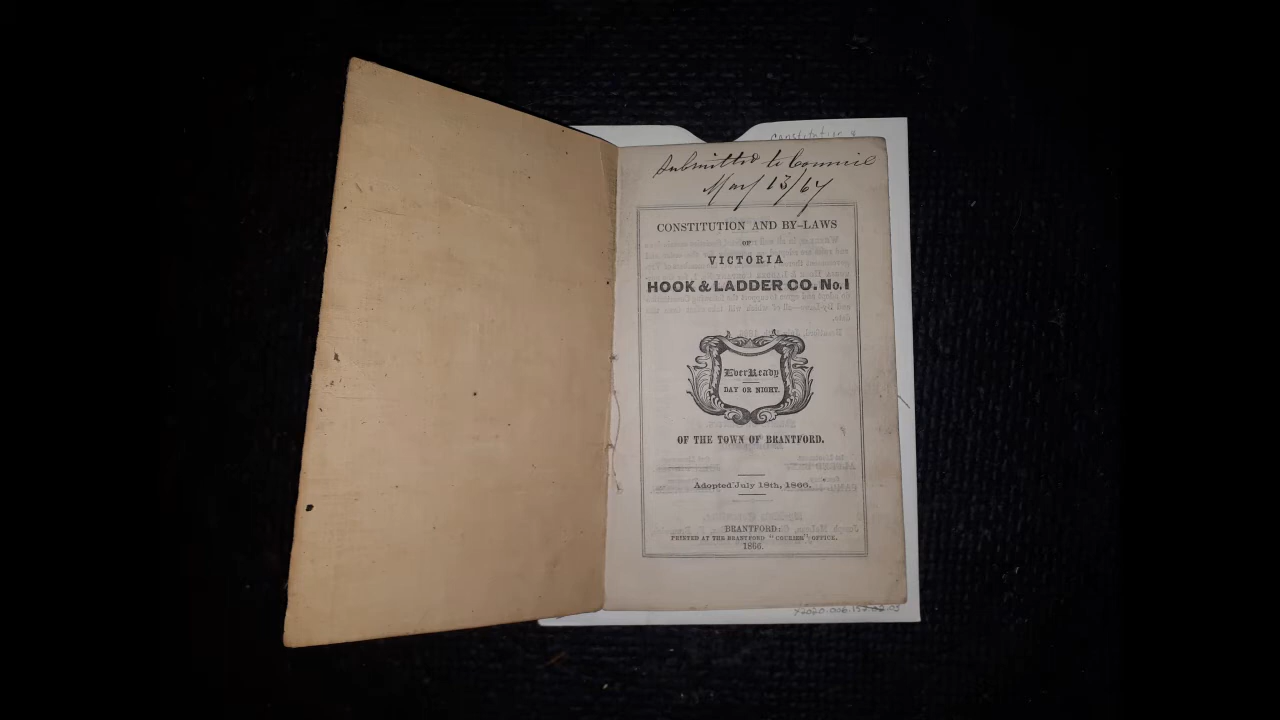 Constitution &
Submitted to Council
May 13/67
CONSTITUTION AND BY-LAWS
OF
VICTORIA
HOOK & LADDER CO. No. 1
Ever Ready
DAY OR NIGHT.
OF THE TOWN OF BRANTFORD.
Adopted July 18th, 1866.
BRANTFORD:
PRINTED AT THE BRANTFORD "COURIER" OFFICE.
1866.